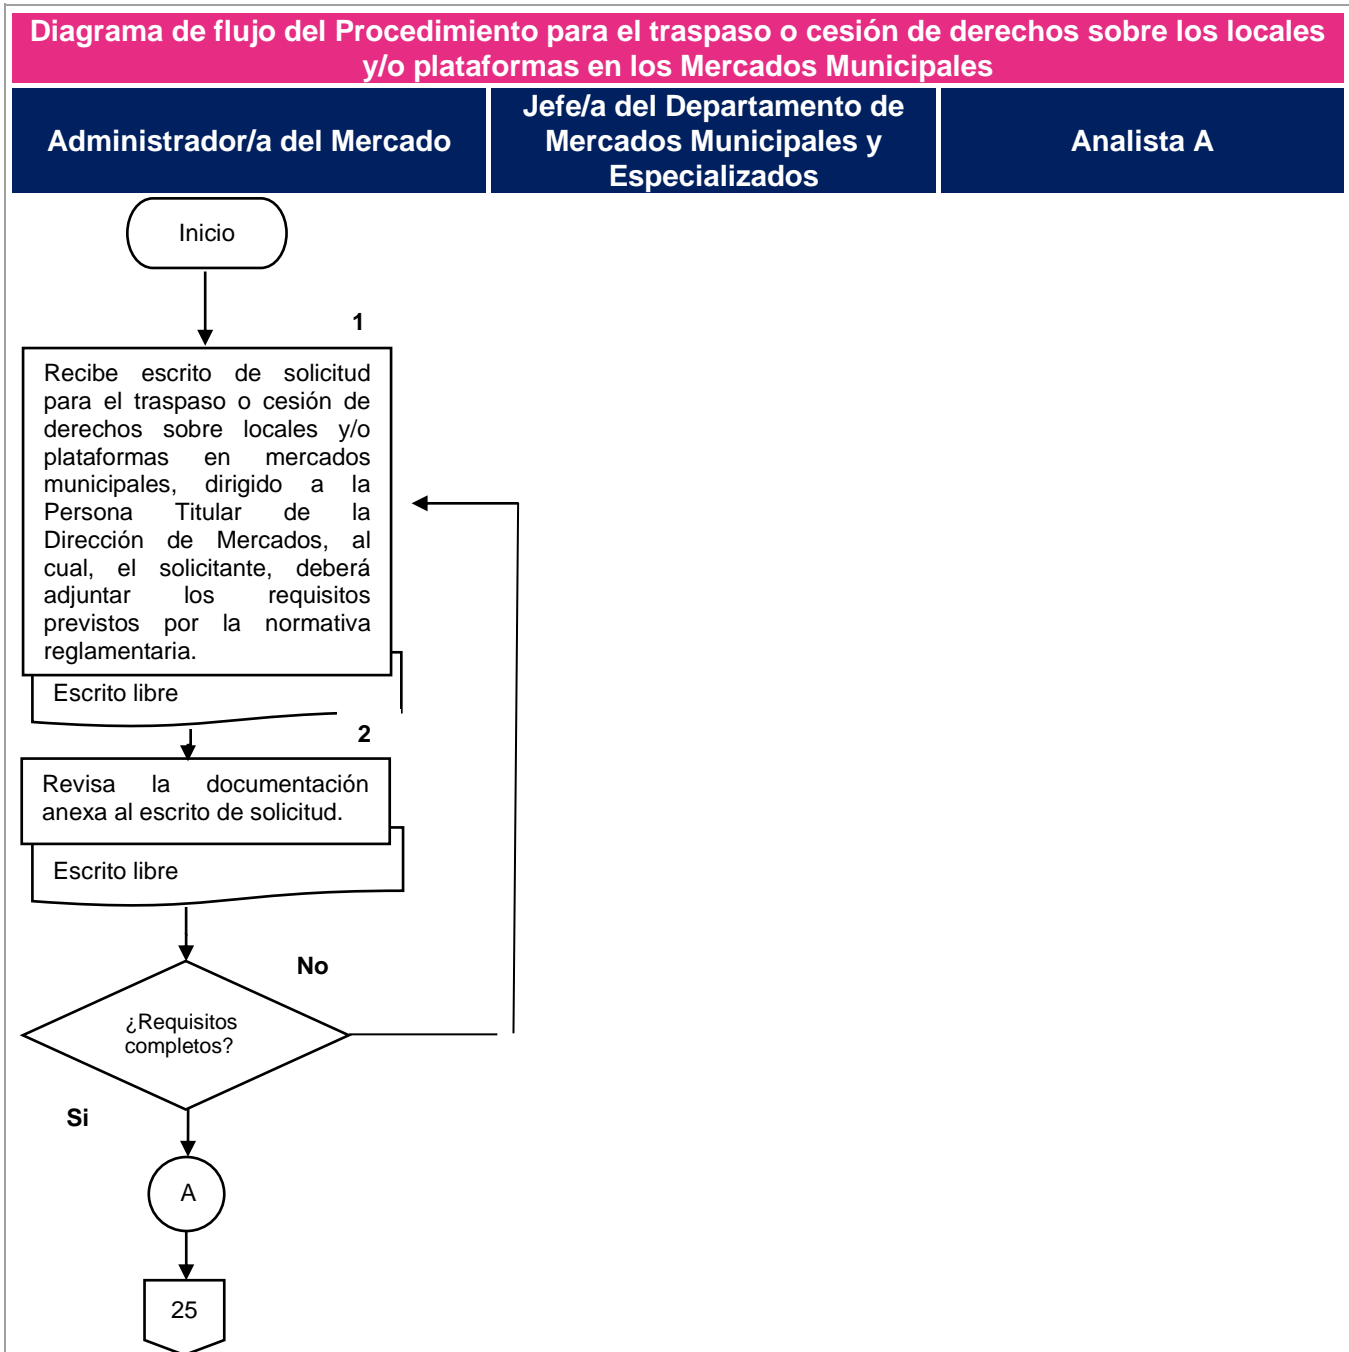 Diagrama de flujo del Procedimiento para el traspaso o cesión de derechos sobre los locales
y/o plataformas en los Mercados Municipales
Administrador/a del Mercado
Jefe/a del Departamento de
Mercados Municipales y
Especializados
Analista A
Inicio
1
Recibe escrito de solicitud
para el traspaso o cesión de
derechos sobre locales y/o
plataformas en mercados
municipales, dirigido a la
Persona Titular de la
Dirección de Mercados, al
cual, el solicitante, deberá
adjuntar los requisitos
previstos por la normativa
reglamentaria.
Escrito libre
2
Revisa la documentación
anexa al escrito de solicitud.
Escrito libre
No
¿Requisitos
completos?
Si
A
25